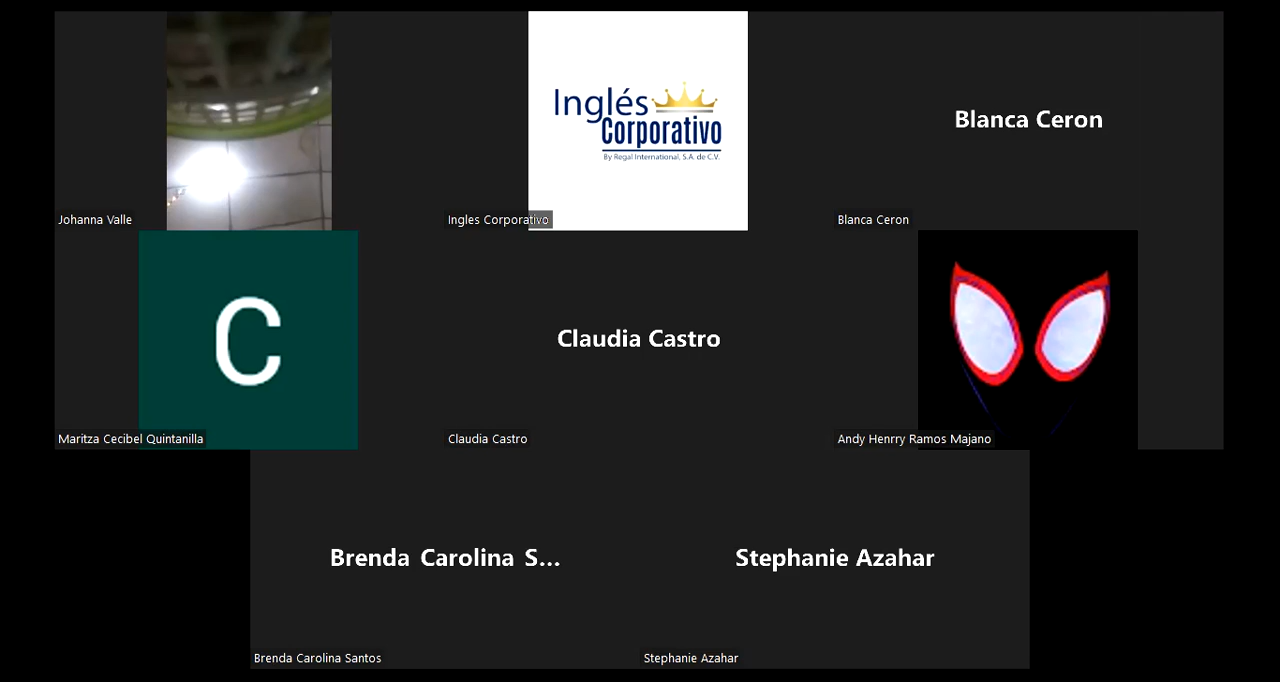 Johanna Valle
Inglés
Corporativo
By Regal International, S.A. de C.V.
Ingles Corporativo
Blanca Ceron
Blanca Ceron
C
Maritza Cecibel Quintanilla
Claudia Castro
Claudia Castro
Andy Henrry Ramos Majano
Brenda Carolina S...
Brenda Carolina Santos
Stephanie Azahar
Stephanie Azahar